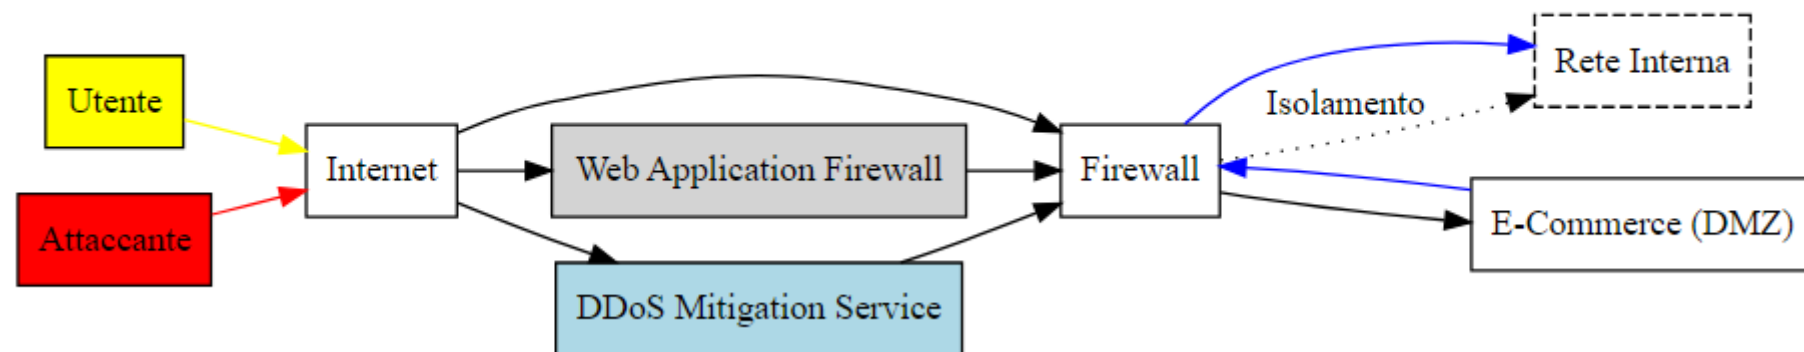 Utente
Attaccante
Internet
Web Application Firewall
DDoS Mitigation Service
Firewall
Isolamento
Rete Interna
E-Commerce (DMZ)